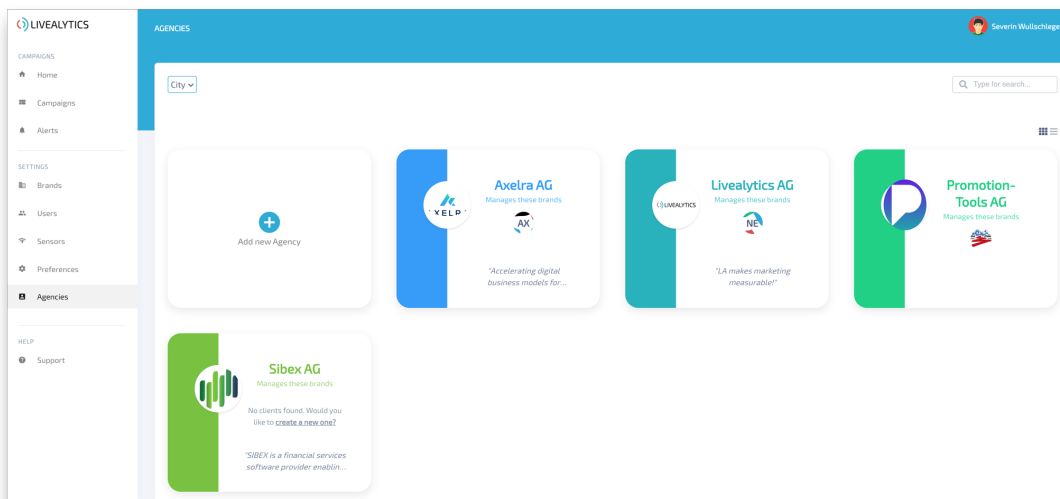 LIVEALYTICS
AGENCIES
Severin Wullschlege
CAMPAIGNS
Home
Campaigns
Alerts
SETTINGS
Brands
Users
Sensors
Preferences
Agencies
HELP
Support
City
Type for search...
Add new Agency
Axelra AG
Manages these brands
AX
"Accelerating digital
business models for...
Livealytics AG
Manages these brands
LIVEALYTICS
NE
"LA makes marketing
measurable!"
Promotion-
Tools AG
Manages these brands
Sibex AG
Manages these brands
No clients found. Would you
like to create a new one?
"SIBEX is a financial services
software provider enablin...